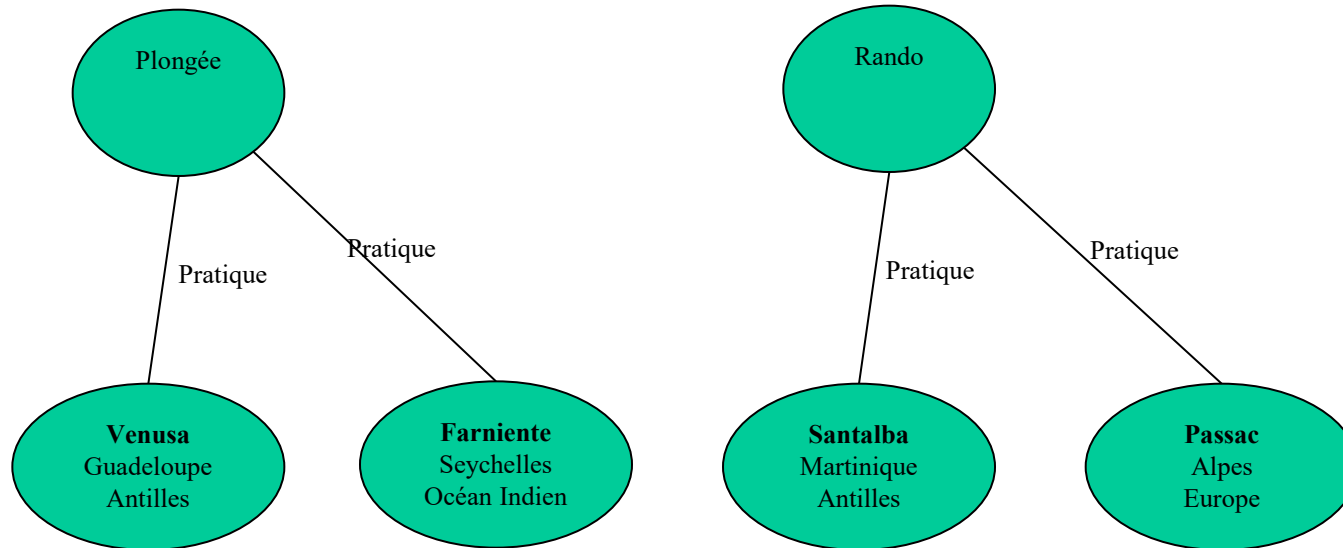 Plongée
Rando
Pratique
Pratique
Pratique
Pratique
Venusa
Guadeloupe
Antilles
Farniente
Seychelles
Océan Indien
Santalba
Martinique
Antilles
Passac
Alpes
Europe